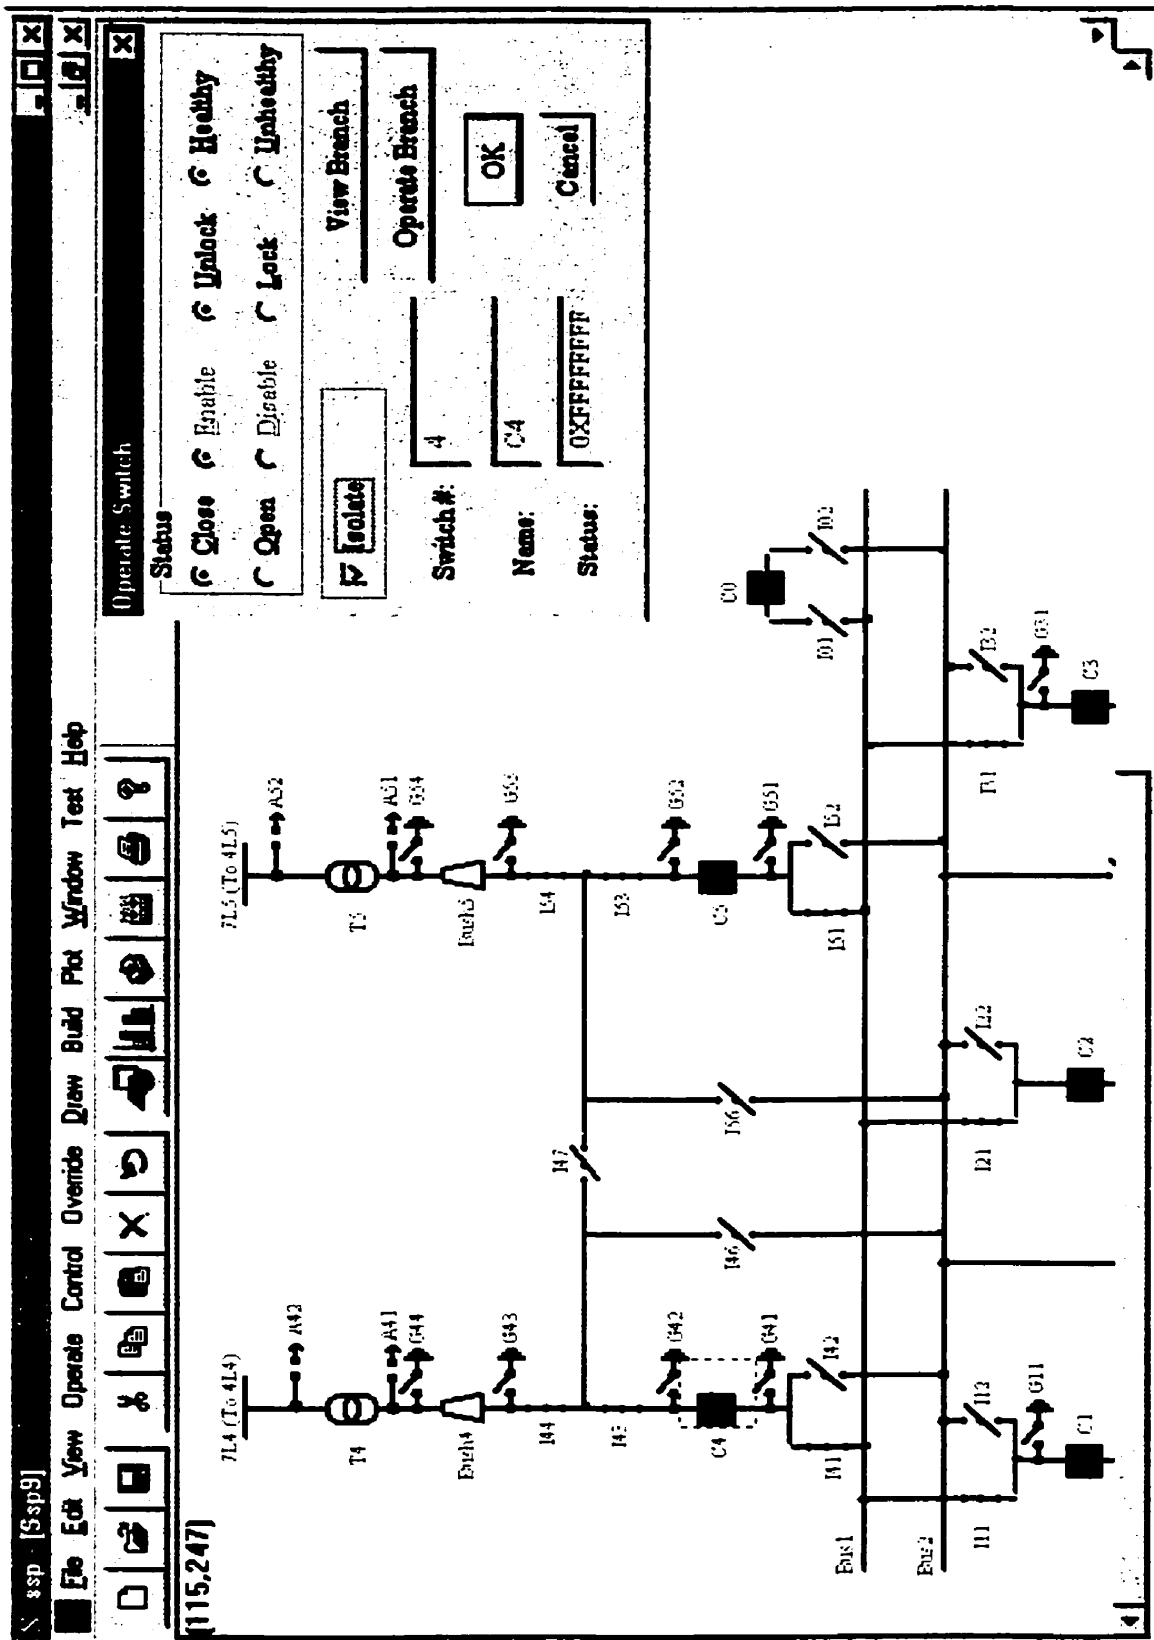 ssp - [Ssp9]
File Edit View Operate Control Override Draw Build Plot Window Test Help
[115,247]
Operate Switch
Status
Close Enable Unlock Healthy
Open Disable Lock Unhealthy
Isolate
View Branch
Operate Branch
Switch #: 4
Name: C4
Status: 0XFFFFFFFF
OK
Cancel
7L4 (To 4L4)
7L5 (To 4L5)
A42
A52
T4
T5
A41
A51
G44
G54
Bush4
Bush5
G43
G53
I44
I54
I47
I43
I53
G42
G52
C4
C5
I46
I56
C0
G41
G51
I41
I42
I51
I52
I01
I02
Bus1
Bus2
I11
I12
I21
I22
I31
I32
G11
G31
C1
C2
C3